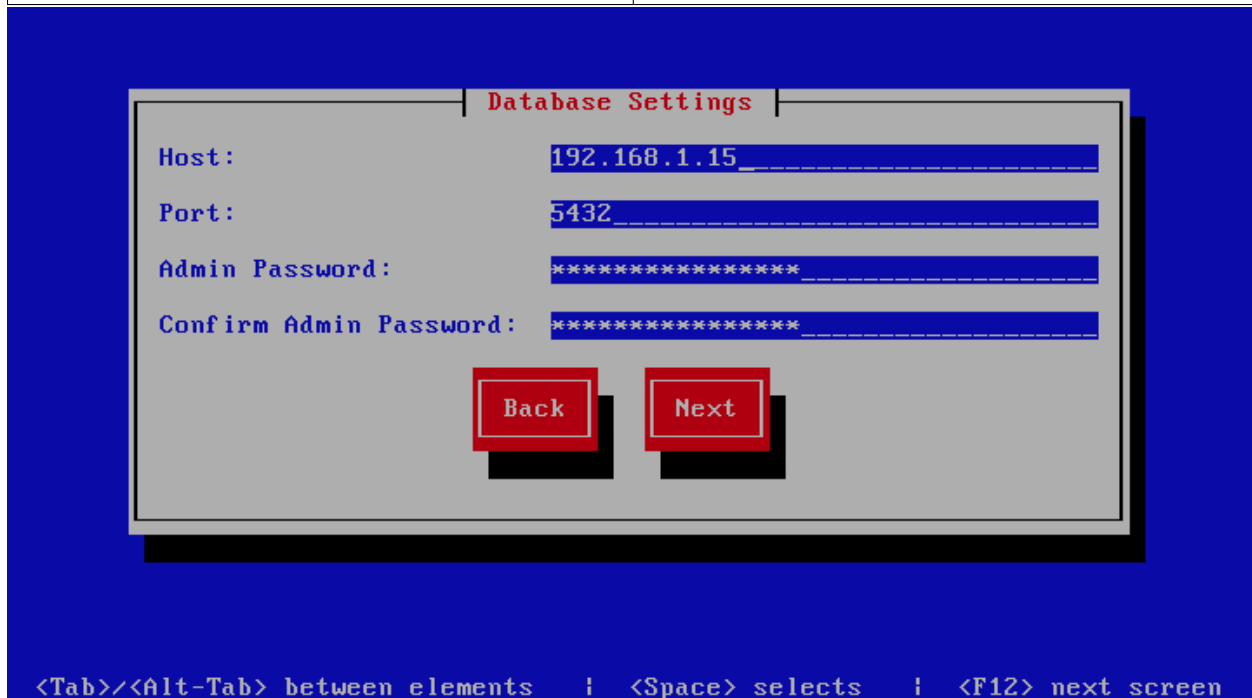 Database Settings
Host: 192.168.1.15_
Port: 5432
Admin Password: ****************
Confirm Admin Password: ****************
Back Next
<Tab>/<Alt-Tab> between elements | <Space> selects | <F12> next screen